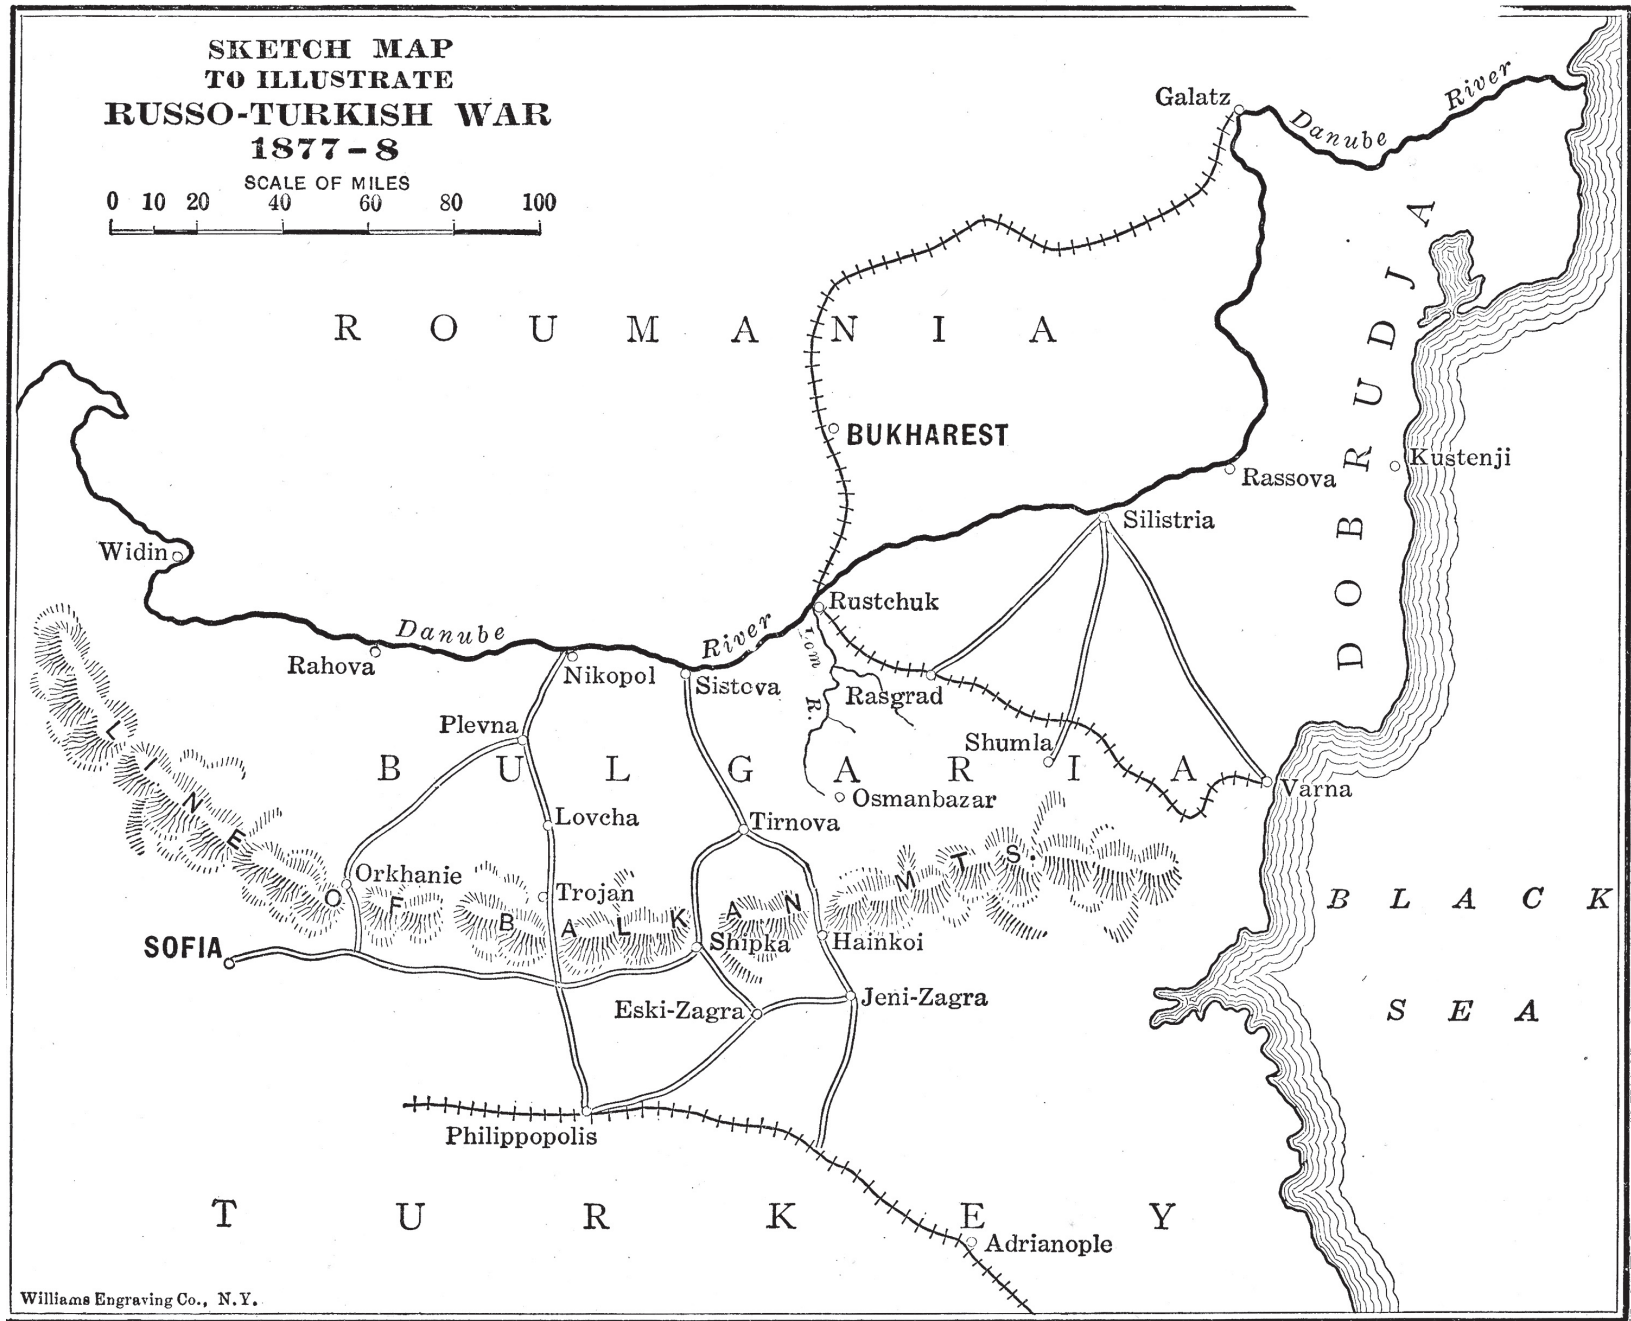 SKETCH MAP
TO ILLUSTRATE
RUSSO-TURKISH WAR
1877-8
SCALE OF MILES
0 10 20 40 60 80 100
Galatz
Danube River
ROUMANIA
DOBRUDJA
BUKHAREST
Kustenji
Rassova
Silistria
Widin
Rustchuk
Danube River
Rahova
Nikopol
Sistova
Lom R.
Rasgrad
Plevna
Shumla
BULGARIA
Varna
Osmanbazar
Lovcha
Tirnova
LINE OF BALKAN MTS.
Orkhanie
Trojan
BLACK
SEA
SOFIA
Shipka
Hainkoi
Eski-Zagra
Jeni-Zagra
Philippopolis
TURKEY
Adrianople
Williams Engraving Co., N.Y.